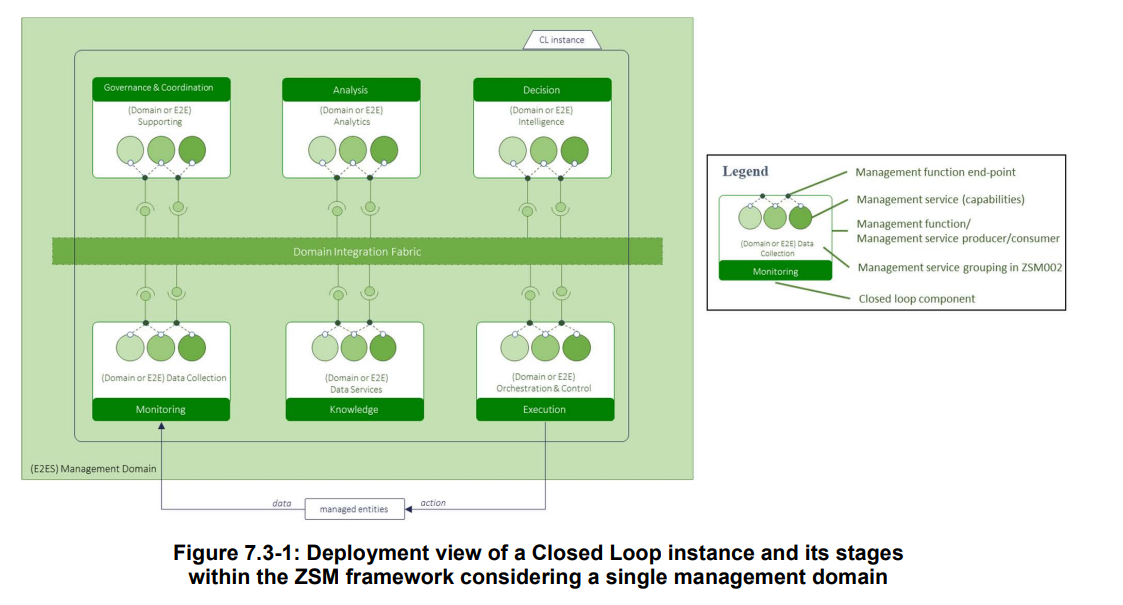 CL instance
Governance & Coordination
(Domain or E2E)
Supporting
Analysis
(Domain or E2E)
Analytics
Decision
(Domain or E2E)
Intelligence
Domain Integration Fabric
(Domain or E2E) Data Collection
Monitoring
(Domain or E2E)
Data Services
Knowledge
(Domain or E2E)
Orchestration & Control
Execution
(E2ES) Management Domain
data
managed entities
action
Legend
(Domain or E2E) Data
Collection
Monitoring
Management function end-point
Management service (capabilities)
Management function/
Management service producer/consumer
Management service grouping in ZSM002
Closed loop component
Figure 7.3-1: Deployment view of a Closed Loop instance and its stages
within the ZSM framework considering a single management domain